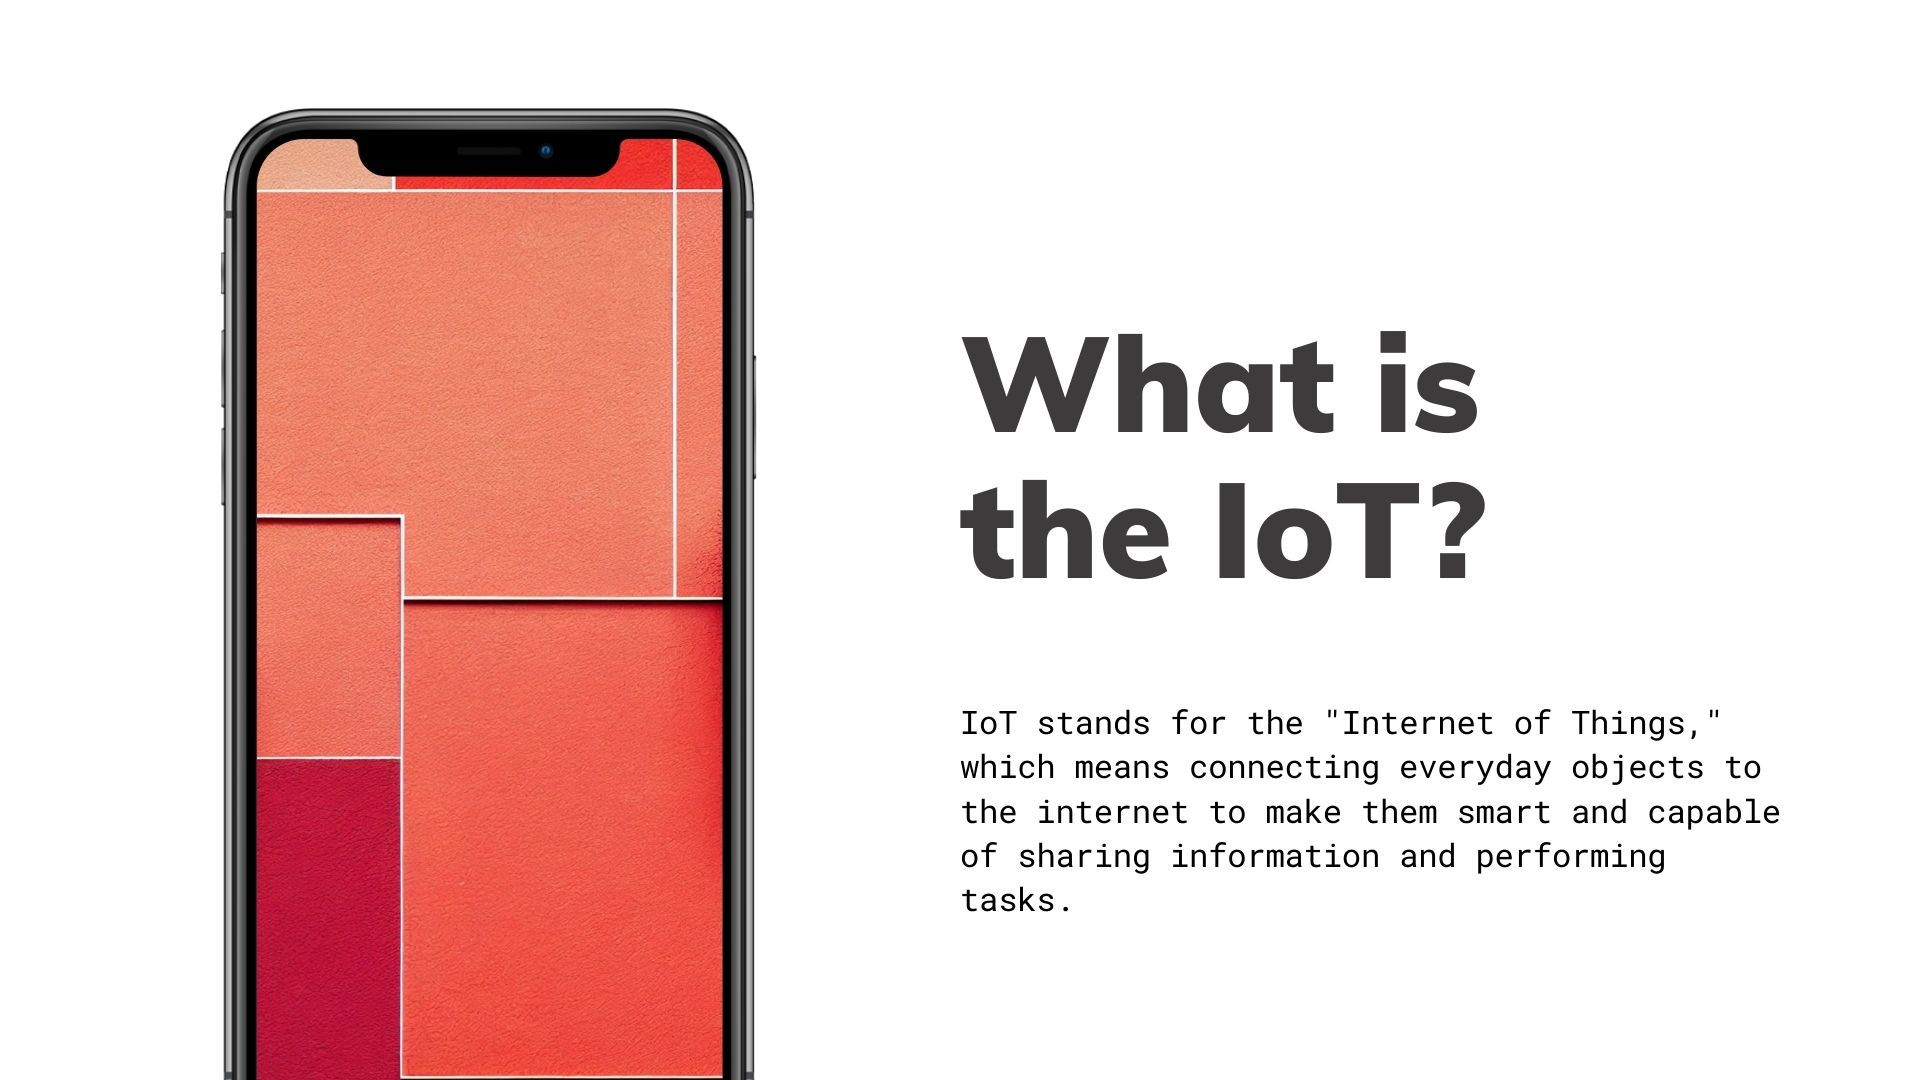 What is
the IoT?
IoT stands for the "Internet of Things,"
which means connecting everyday objects to
the internet to make them smart and capable
of sharing information and performing
tasks.